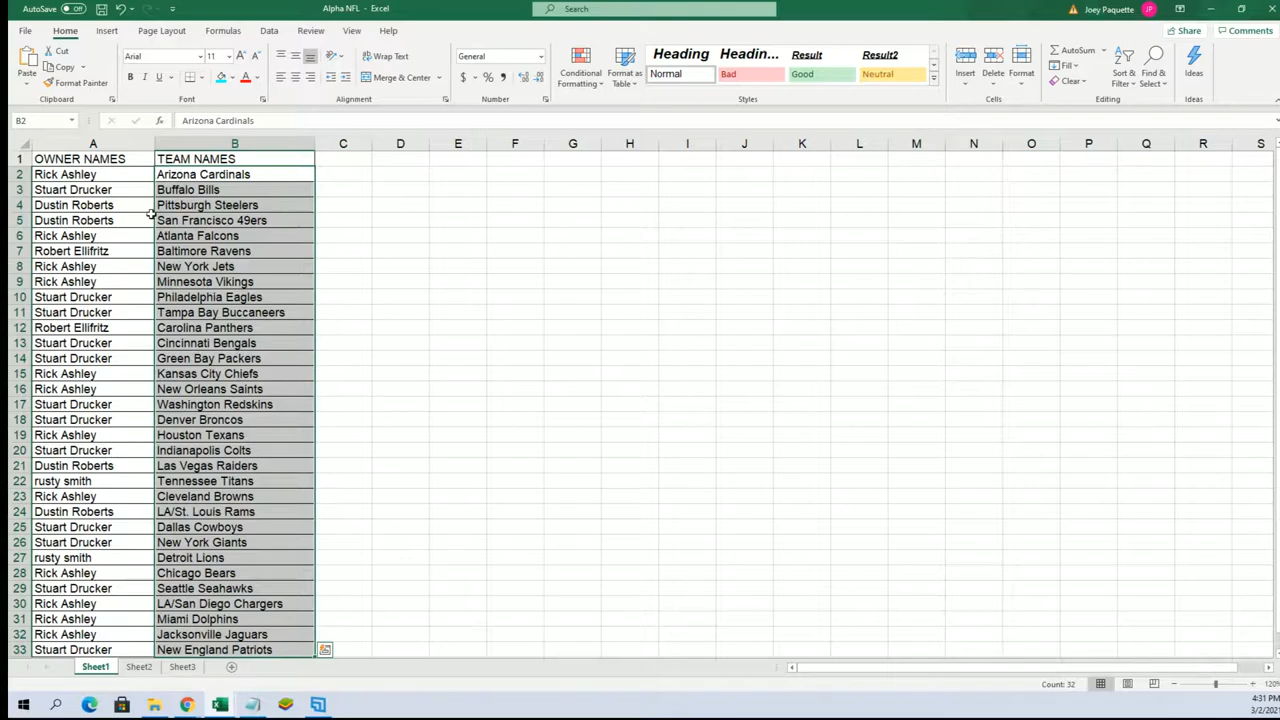 AutoSave Off Alpha NFL - Excel Search Joey Paquette JP
File Home Insert Page Layout Formulas Data Review View Help Share Comments
Cut
Copy
Format Painter
Paste
Clipboard
Arial 11
B I U
Font
Wrap Text
Merge & Center
Alignment
General
$ % 9
Number
Conditional Formatting
Format as Table
Heading Headin... Result Result2
Normal Bad Good Neutral
Styles
Insert Delete Format
Cells
AutoSum
Fill
Clear
Sort & Filter
Find & Select
Editing
Ideas
Ideas
B2 fx Arizona Cardinals
A B C D E F G H I J K L M N O P Q R S
1 OWNER NAMES TEAM NAMES
2 Rick Ashley Arizona Cardinals
3 Stuart Drucker Buffalo Bills
4 Dustin Roberts Pittsburgh Steelers
5 Dustin Roberts San Francisco 49ers
6 Rick Ashley Atlanta Falcons
7 Robert Ellifritz Baltimore Ravens
8 Rick Ashley New York Jets
9 Rick Ashley Minnesota Vikings
10 Stuart Drucker Philadelphia Eagles
11 Stuart Drucker Tampa Bay Buccaneers
12 Robert Ellifritz Carolina Panthers
13 Stuart Drucker Cincinnati Bengals
14 Stuart Drucker Green Bay Packers
15 Rick Ashley Kansas City Chiefs
16 Rick Ashley New Orleans Saints
17 Stuart Drucker Washington Redskins
18 Stuart Drucker Denver Broncos
19 Rick Ashley Houston Texans
20 Stuart Drucker Indianapolis Colts
21 Dustin Roberts Las Vegas Raiders
22 rusty smith Tennessee Titans
23 Rick Ashley Cleveland Browns
24 Dustin Roberts LA/St. Louis Rams
25 Stuart Drucker Dallas Cowboys
26 Stuart Drucker New York Giants
27 rusty smith Detroit Lions
28 Rick Ashley Chicago Bears
29 Stuart Drucker Seattle Seahawks
30 Rick Ashley LA/San Diego Chargers
31 Rick Ashley Miami Dolphins
32 Rick Ashley Jacksonville Jaguars
33 Stuart Drucker New England Patriots
Sheet1 Sheet2 Sheet3
Count: 32 120%
4:31 PM